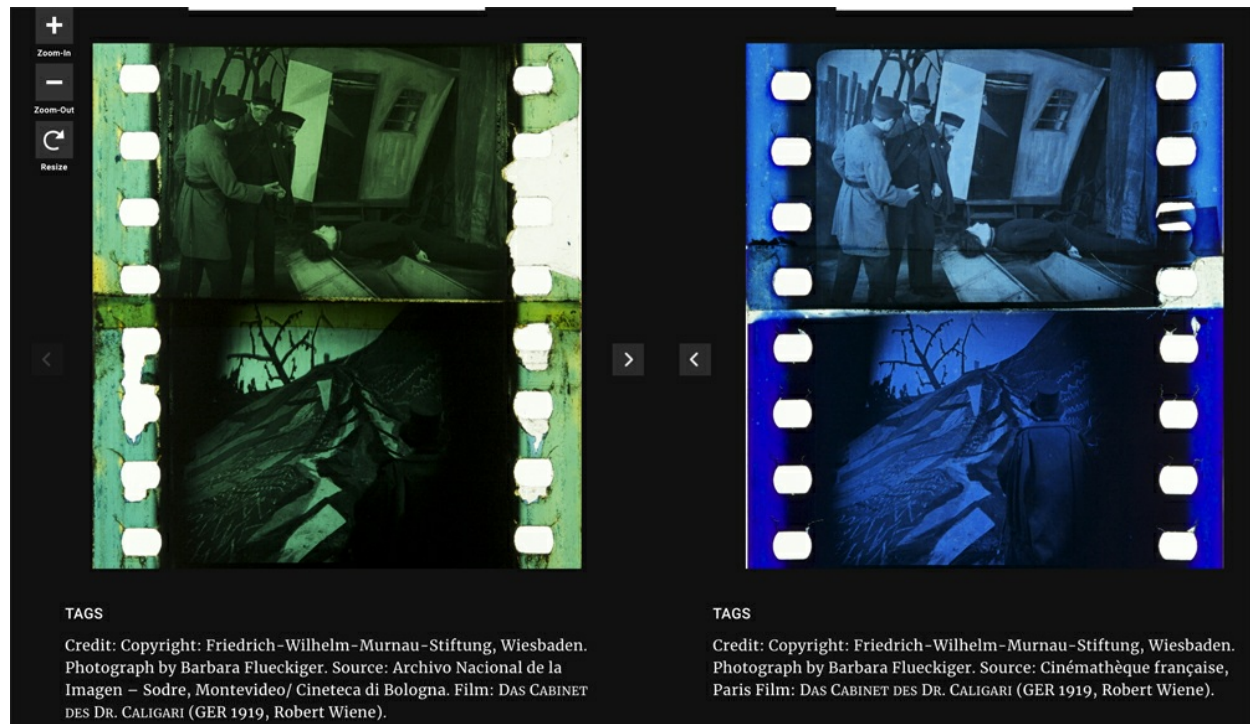 Zoom-In
Zoom-Out
Resize
TAGS
Credit: Copyright: Friedrich-Wilhelm-Murnau-Stiftung, Wiesbaden.
Photograph by Barbara Flueckiger. Source: Archivo Nacional de la
Imagen – Sodre, Montevideo/ Cineteca di Bologna. Film: DAS CABINET
DES DR. CALIGARI (GER 1919, Robert Wiene).
TAGS
Credit: Copyright: Friedrich-Wilhelm-Murnau-Stiftung, Wiesbaden.
Photograph by Barbara Flueckiger. Source: Cinémathèque française,
Paris Film: DAS CABINET DES DR. CALIGARI (GER 1919, Robert Wiene).